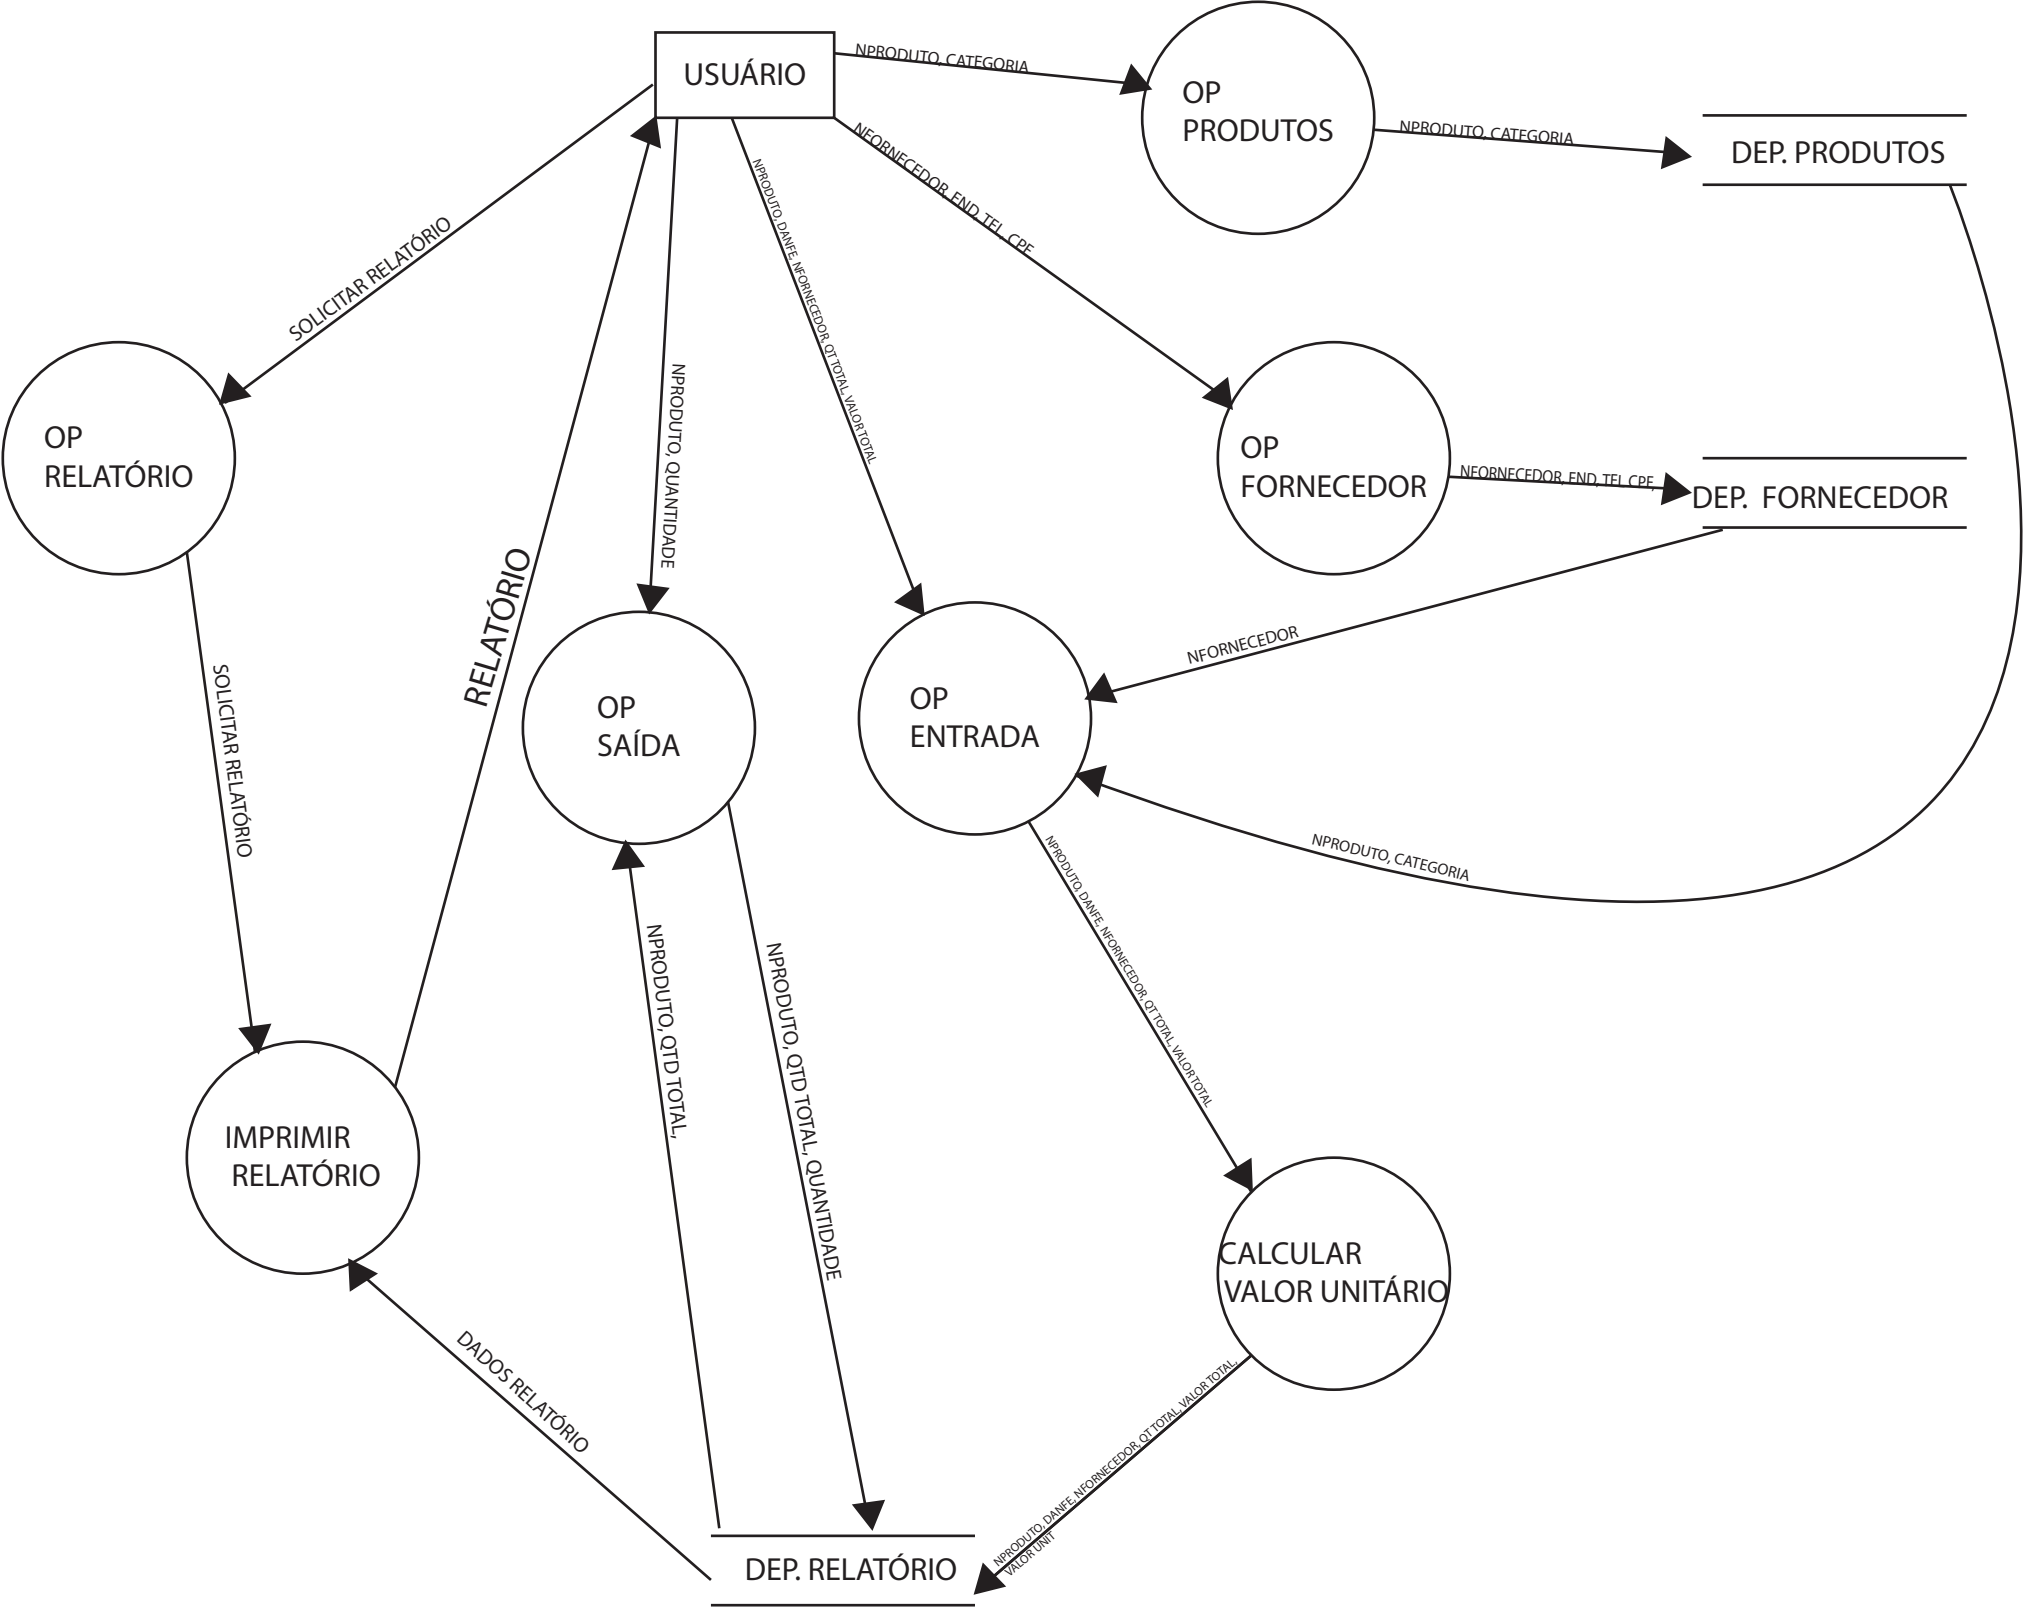 USUÁRIO
NPRODUTO, CATEGORIA
OP
PRODUTOS
NPRODUTO, CATEGORIA
DEP. PRODUTOS
NFORNECEDOR, END, TEL, CPF
NPRODUTO, DANFE, NFORNECEDOR, QT TOTAL, VALOR TOTAL
SOLICITAR RELATÓRIO
NPRODUTO, QUANTIDADE
OP
RELATÓRIO
OP
FORNECEDOR
NFORNECEDOR, END, TEL, CPF,
DEP. FORNECEDOR
RELATÓRIO
NFORNECEDOR
SOLICITAR RELATÓRIO
OP
SAÍDA
OP
ENTRADA
NPRODUTO, CATEGORIA
NPRODUTO, DANFE, NFORNECEDOR, QT TOTAL, VALOR TOTAL
NPRODUTO, QTD TOTAL,
NPRODUTO, QTD TOTAL, QUANTIDADE
IMPRIMIR
RELATÓRIO
CALCULAR
VALOR UNITÁRIO
DADOS RELATÓRIO
NPRODUTO, DANFE, NFORNECEDOR, QT TOTAL, VALOR TOTAL,
VALOR UNIT
DEP. RELATÓRIO